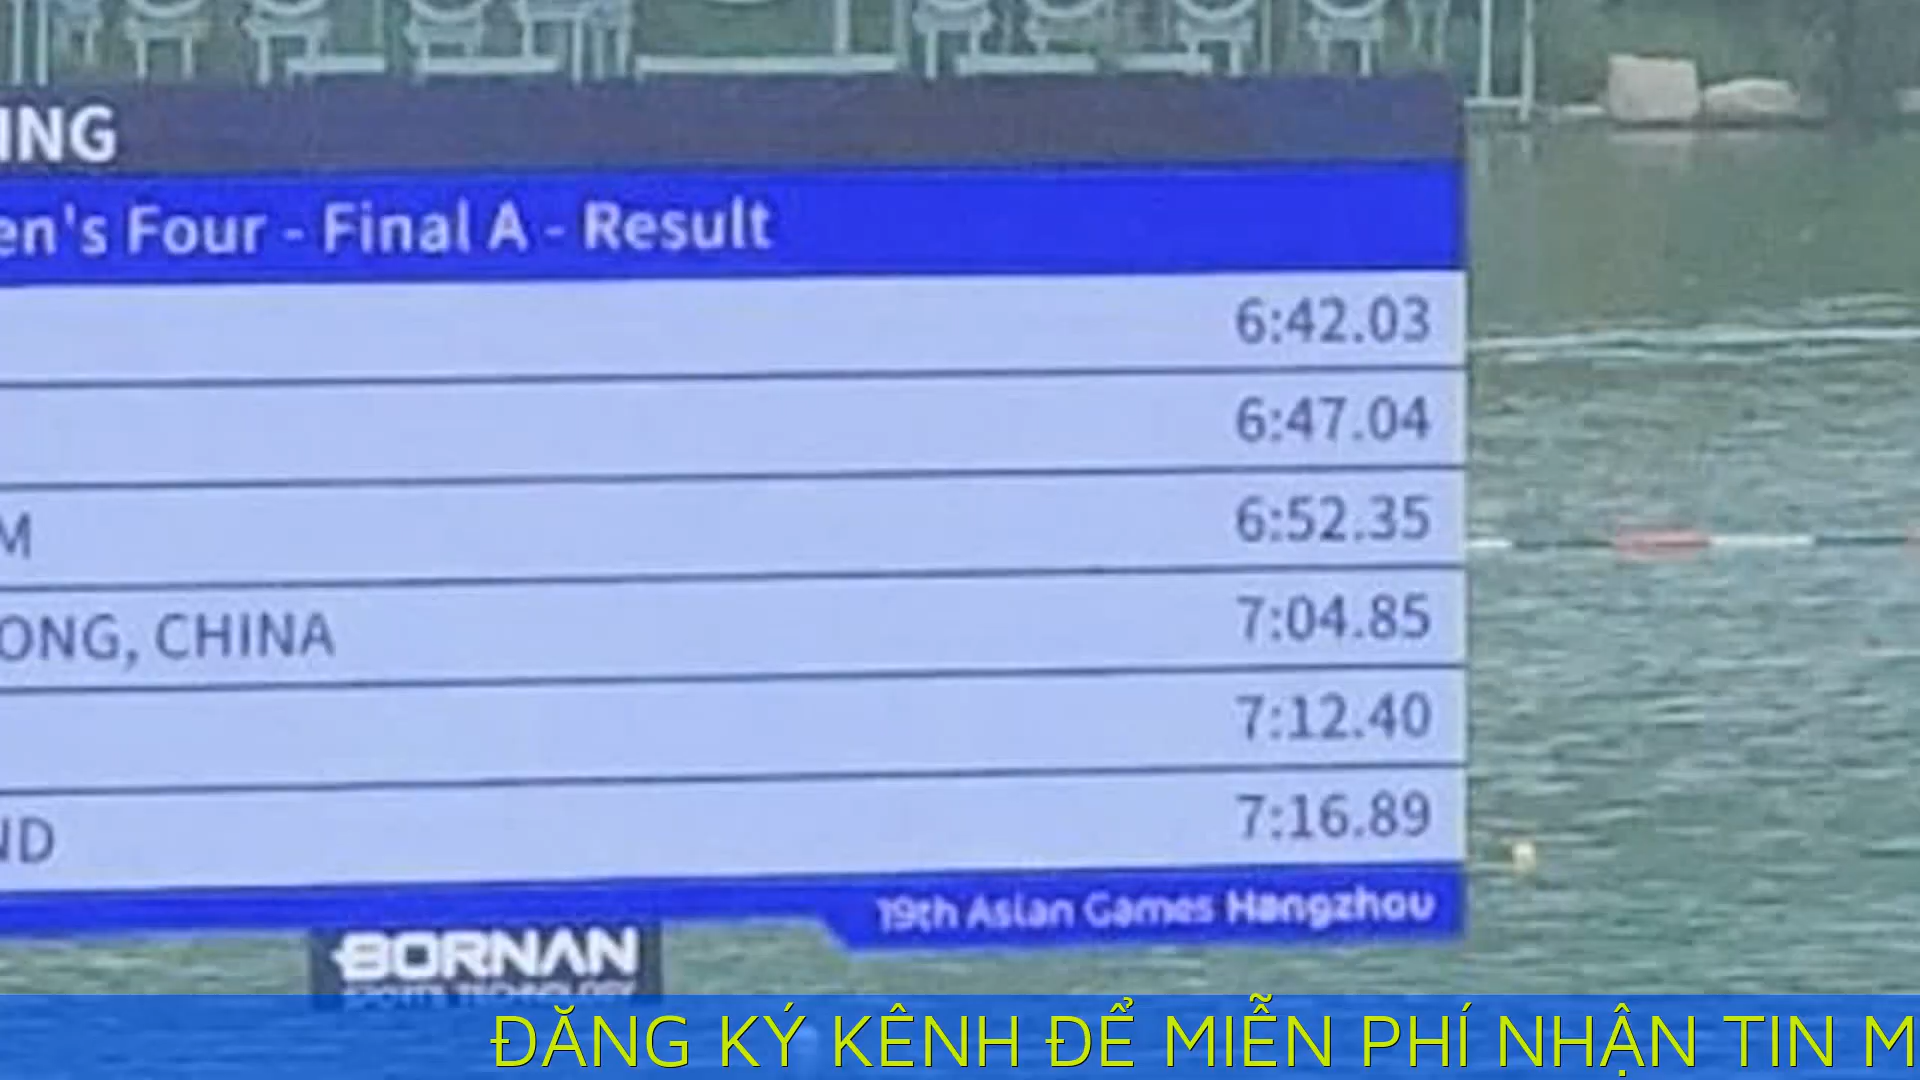 ING
en's Four - Final A - Result
6:42.03
6:47.04
M 6:52.35
ONG, CHINA 7:04.85
7:12.40
ND 7:16.89
19th Asian Games Hangzhou
BORNAN
SPORTS TECHNOLOGY
ĐĂNG KÝ KÊNH ĐỂ MIỄN PHÍ NHẬN TIN M